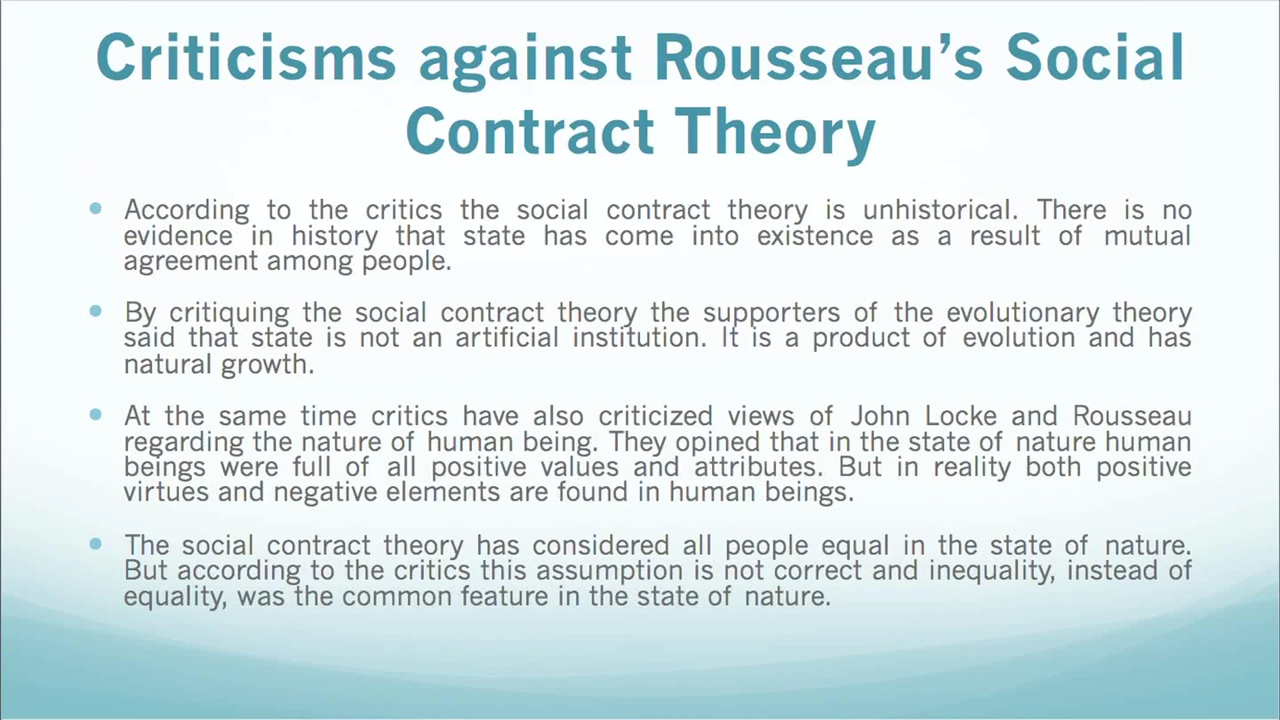 Criticisms against Rousseau’s Social
Contract Theory
• According to the critics the social contract theory is unhistorical. There is no
evidence in history that state has come into existence as a result of mutual
agreement among people.
• By critiquing the social contract theory the supporters of the evolutionary theory
said that state is not an artificial institution. It is a product of evolution and has
natural growth.
• At the same time critics have also criticized views of John Locke and Rousseau
regarding the nature of human being. They opined that in the state of nature human
beings were full of all positive values and attributes. But in reality both positive
virtues and negative elements are found in human beings.
• The social contract theory has considered all people equal in the state of nature.
But according to the critics this assumption is not correct and inequality, instead of
equality, was the common feature in the state of nature.